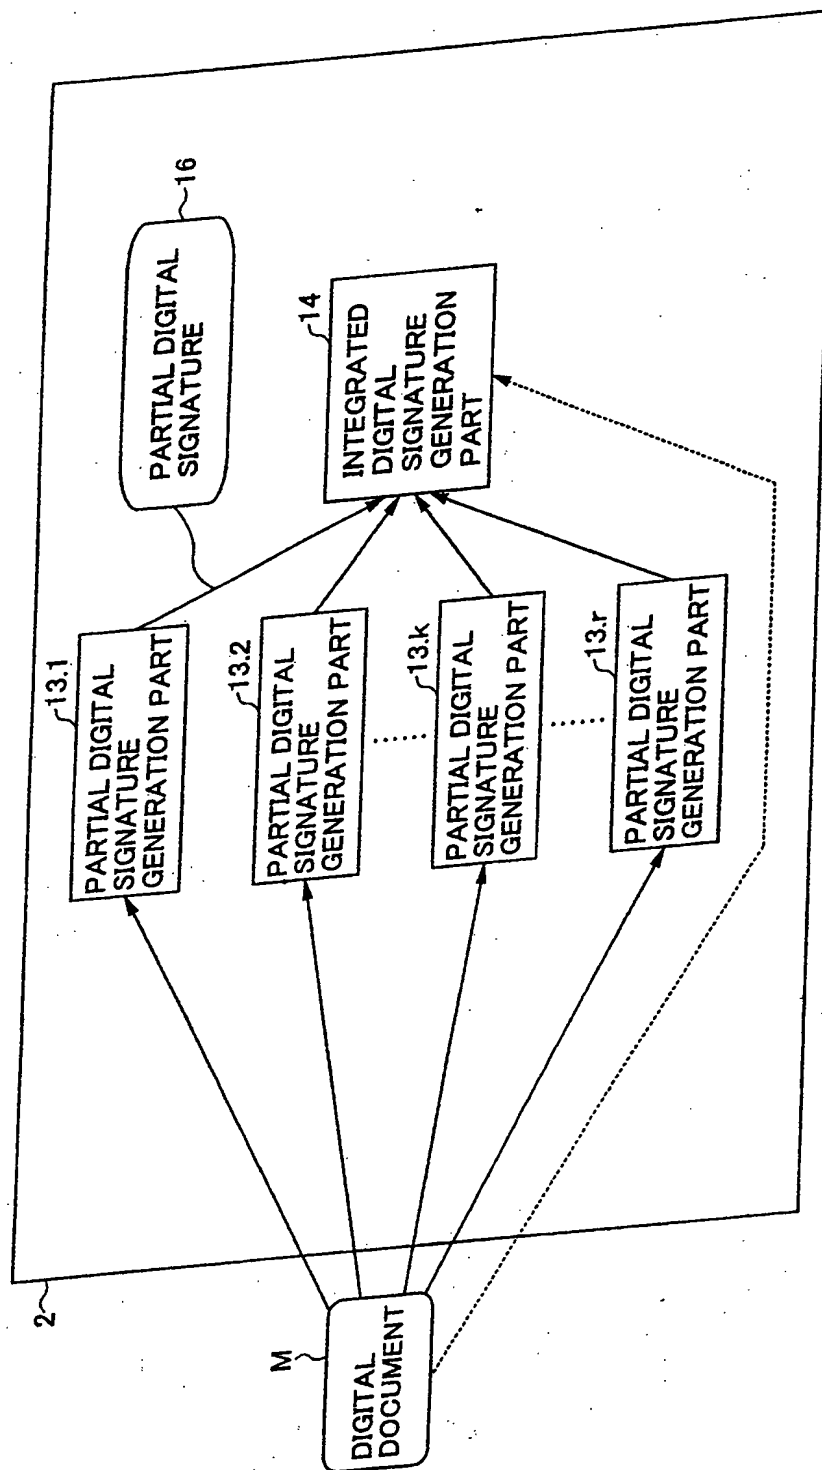 2
M
DIGITAL
DOCUMENT
13.1
PARTIAL DIGITAL
SIGNATURE
GENERATION PART
13.2
PARTIAL DIGITAL
SIGNATURE
GENERATION PART
13.k
PARTIAL DIGITAL
SIGNATURE
GENERATION PART
13.r
PARTIAL DIGITAL
SIGNATURE
GENERATION PART
16
PARTIAL DIGITAL
SIGNATURE
14
INTEGRATED
DIGITAL
SIGNATURE
GENERATION
PART